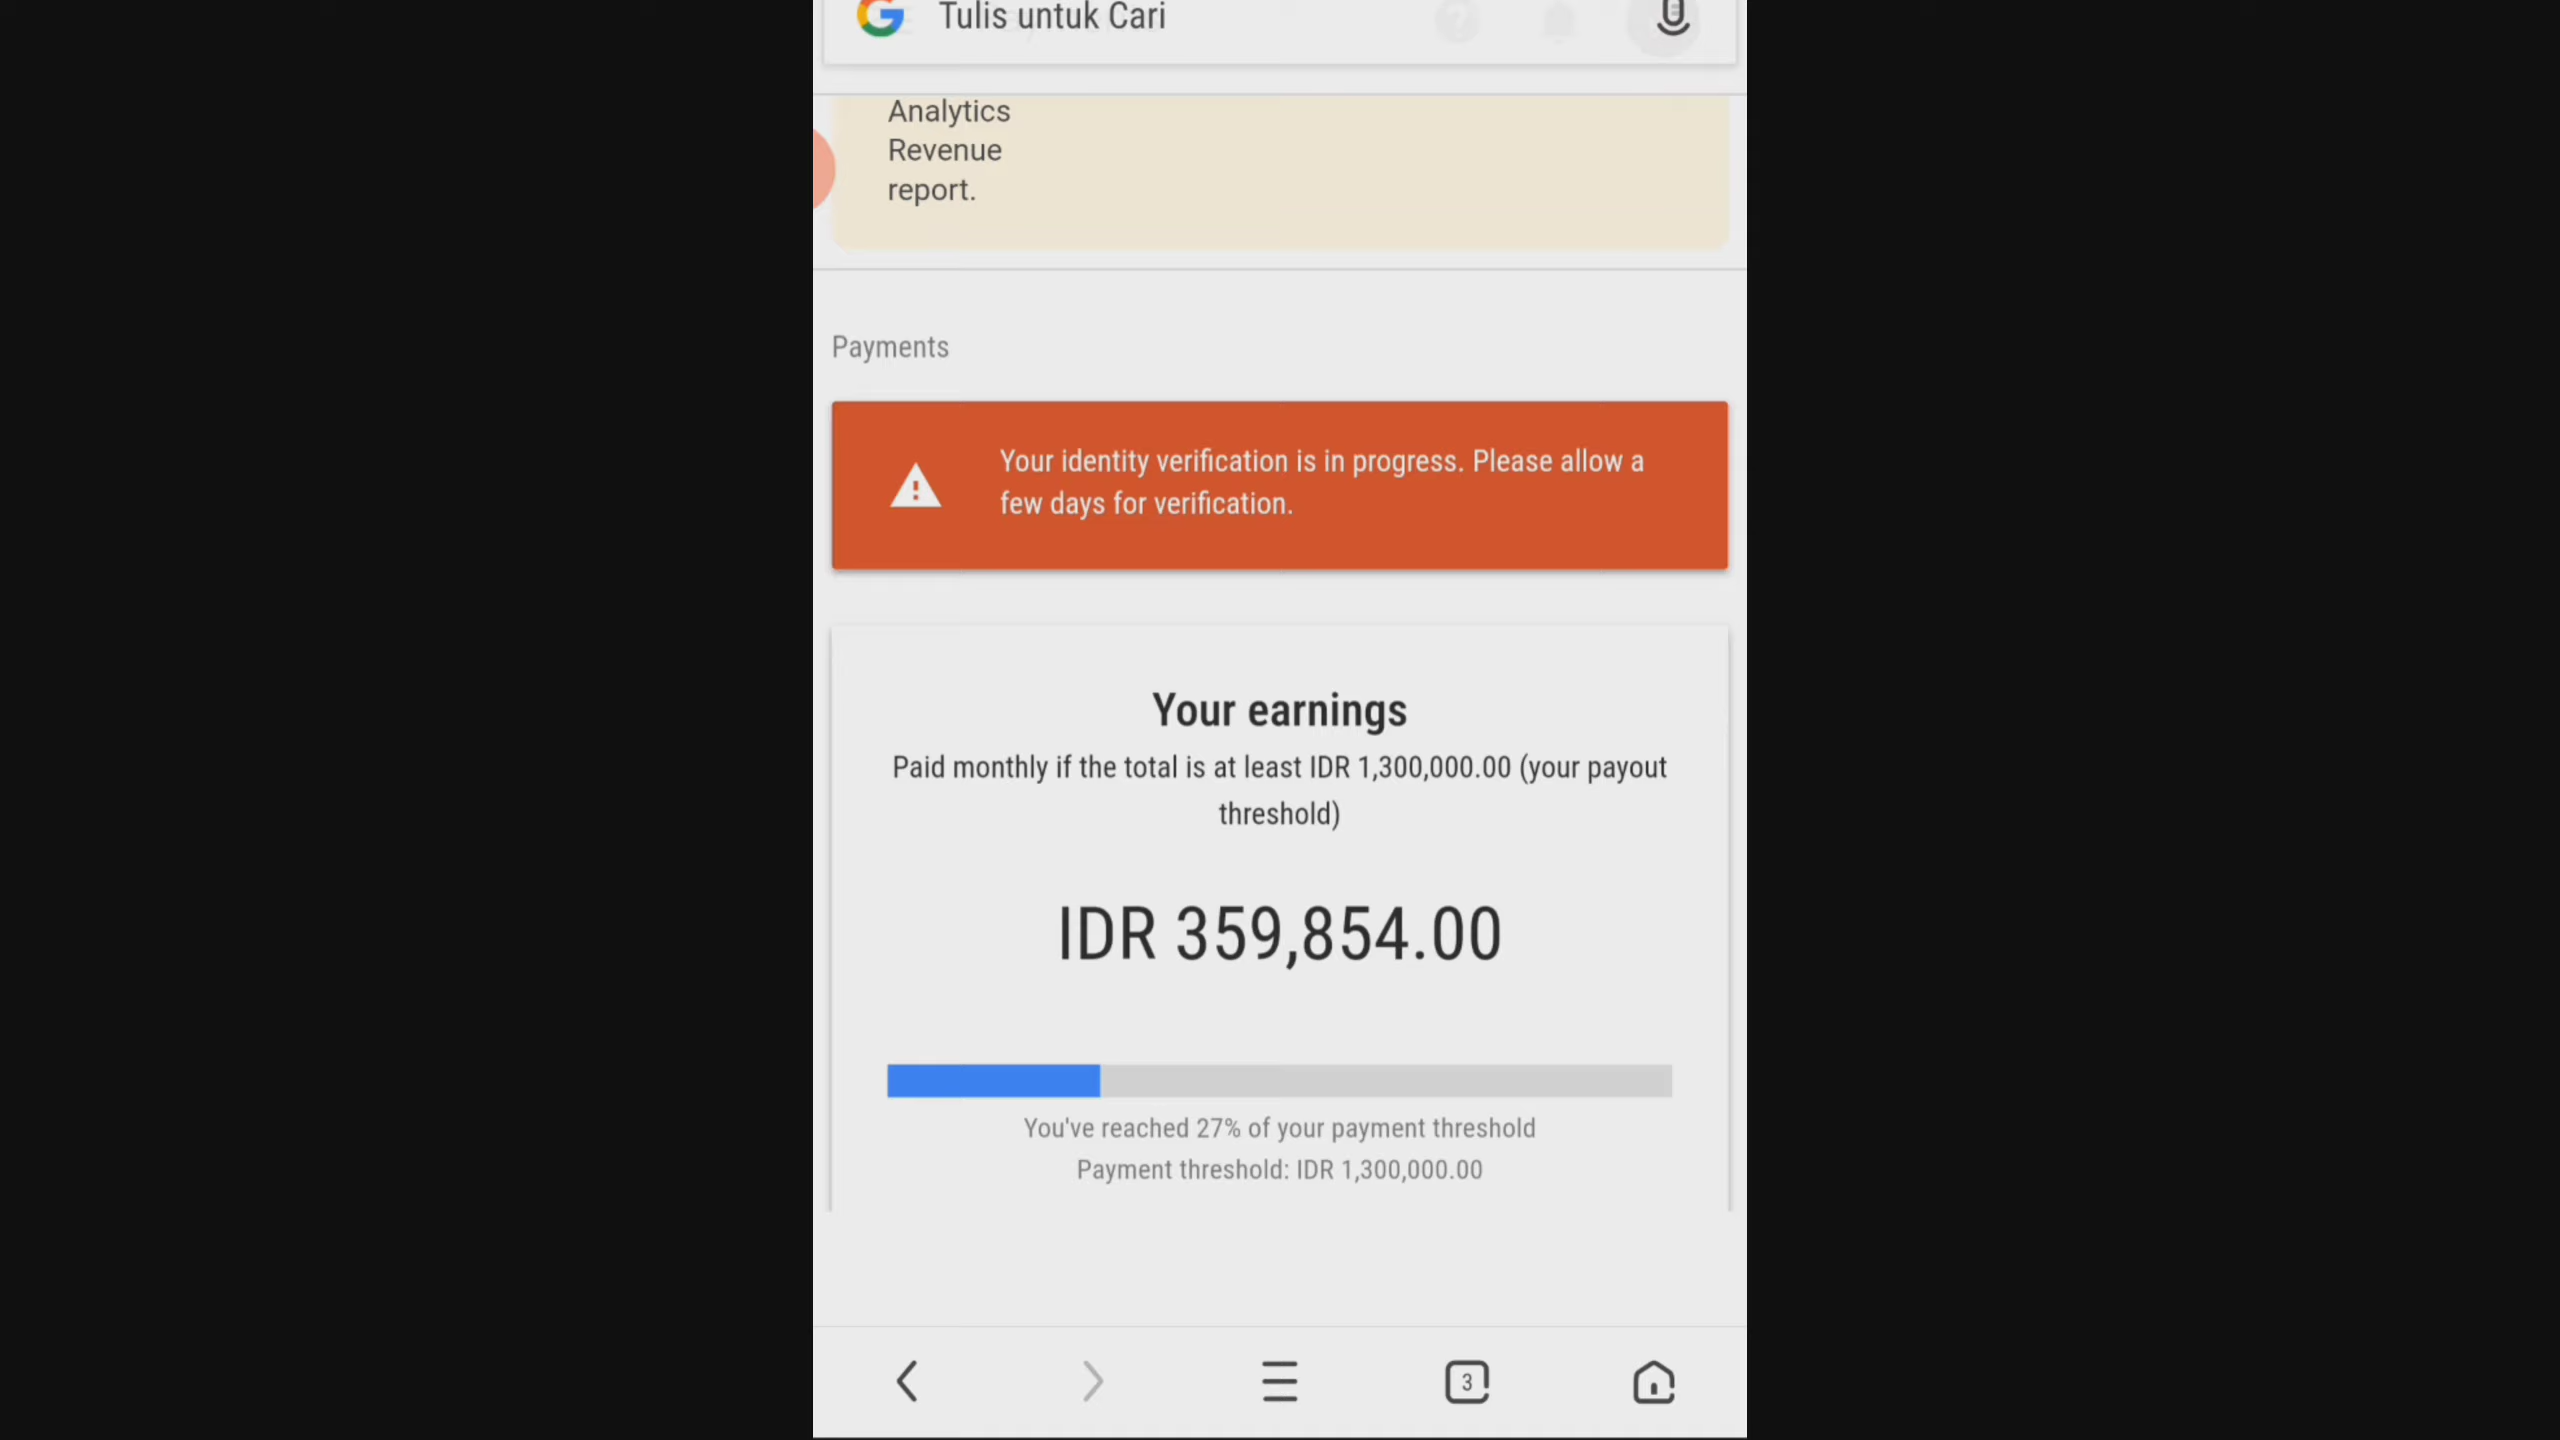 Tulis untuk Cari
Analytics
Revenue
report.
Payments
Your identity verification is in progress. Please allow a
few days for verification.
Your earnings
Paid monthly if the total is at least IDR 1,300,000.00 (your payout
threshold)
IDR 359,854.00
You've reached 27% of your payment threshold
Payment threshold: IDR 1,300,000.00
3